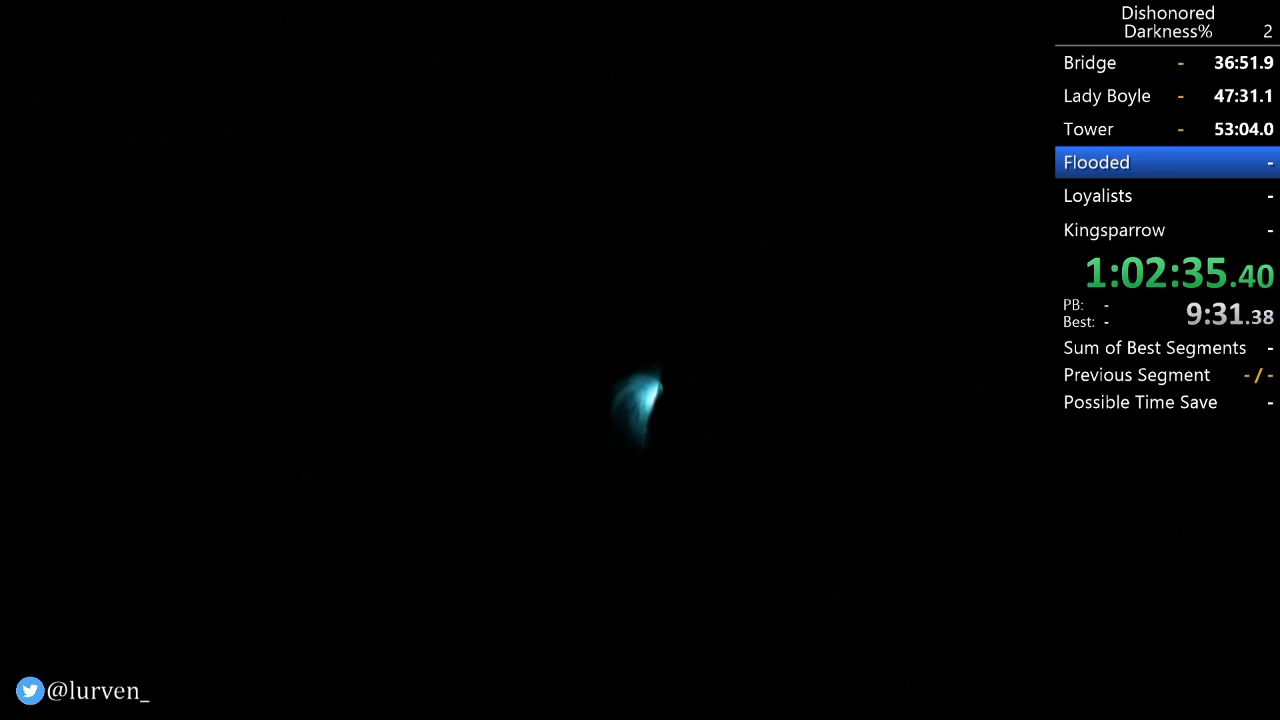 Dishonored
Darkness% 2
Bridge - 36:51.9
Lady Boyle - 47:31.1
Tower - 53:04.0
Flooded -
Loyalists -
Kingsparrow -
1:02:35.40
PB: -
Best: - 9:31.38
Sum of Best Segments -
Previous Segment - / -
Possible Time Save -
@lurven_